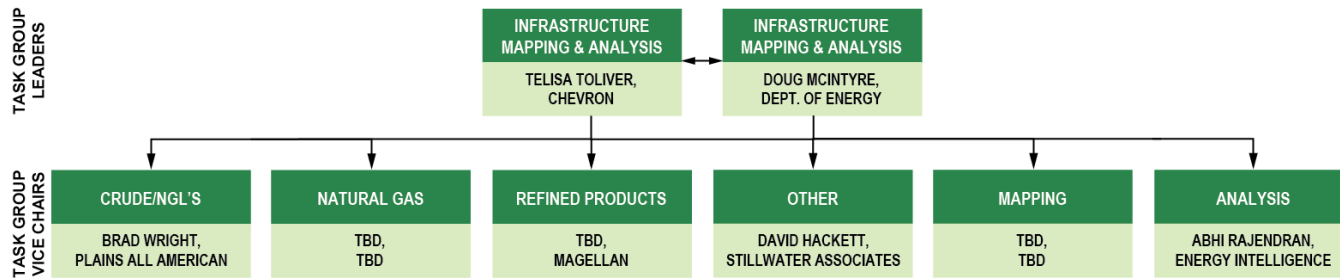 TASK GROUP
LEADERS
INFRASTRUCTURE
MAPPING & ANALYSIS
TELISA TOLIVER,
CHEVRON
INFRASTRUCTURE
MAPPING & ANALYSIS
DOUG MCINTYRE,
DEPT. OF ENERGY
TASK GROUP
VICE CHAIRS
CRUDE/NGL'S
BRAD WRIGHT,
PLAINS ALL AMERICAN
NATURAL GAS
TBD,
TBD
REFINED PRODUCTS
TBD,
MAGELLAN
OTHER
DAVID HACKETT,
STILLWATER ASSOCIATES
MAPPING
TBD,
TBD
ANALYSIS
ABHI RAJENDRAN,
ENERGY INTELLIGENCE